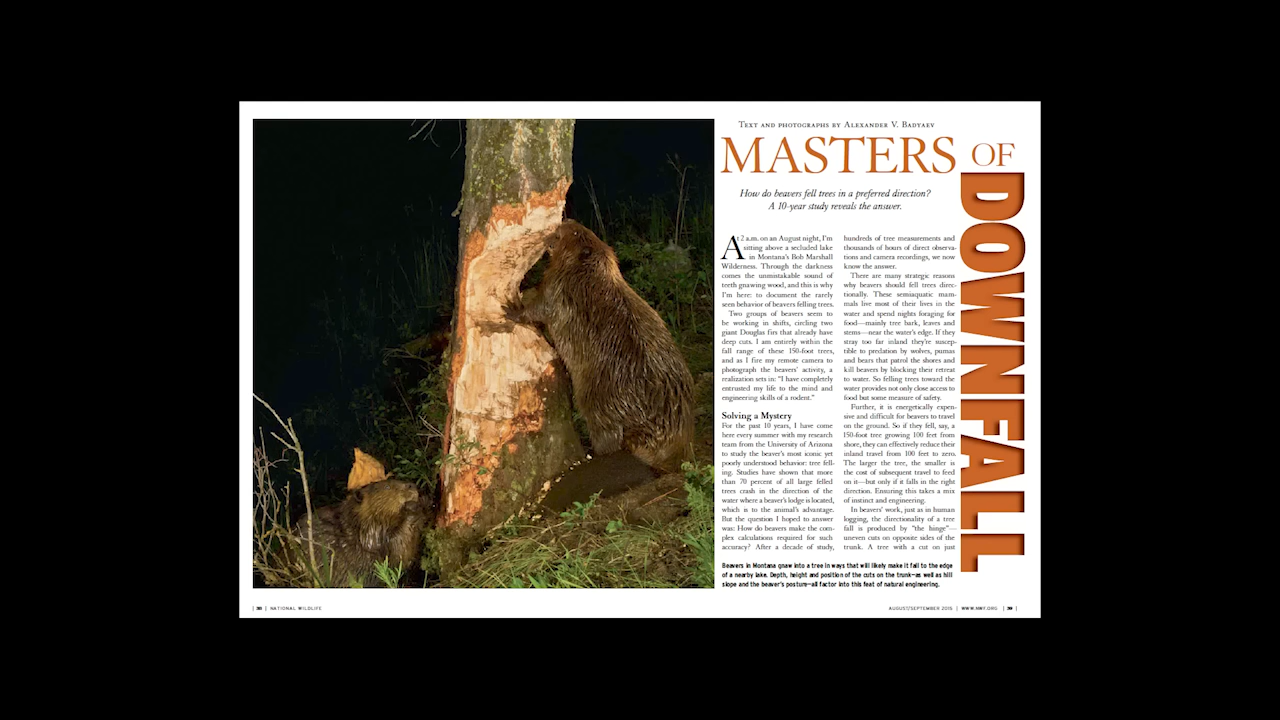 TEXT AND PHOTOGRAPHS BY ALEXANDER V. BADYAEV
MASTERS OF
DOWNFALL
How do beavers fell trees in a preferred direction?
A 10-year study reveals the answer.
At 2 a.m. on an August night, I'm
sitting above a secluded lake
in Montana's Bob Marshall
Wilderness. Through the darkness
comes the unmistakable sound of
teeth gnawing wood, and this is why
I'm here: to document the rarely
seen behavior of beavers felling trees.
Two groups of beavers seem to
be working in shifts, circling two
giant Douglas firs that already have
deep cuts. I am entirely within the
fall range of these 150-foot trees,
and as I fire my remote camera to
photograph the beavers' activity, a
realization sets in: "I have completely
entrusted my life to the mind and
engineering skills of a rodent."
Solving a Mystery
For the past 10 years, I have come
here every summer with my research
team from the University of Arizona
to study the beaver's most iconic yet
poorly understood behavior: tree fell-
ing. Studies have shown that more
than 70 percent of all large felled
trees crash in the direction of the
water where a beaver's lodge is located,
which is to the animal's advantage.
But the question I hoped to answer
was: How do beavers make the com-
plex calculations required for such
accuracy? After a decade of study,
hundreds of tree measurements and
thousands of hours of direct observa-
tions and camera recordings, we now
know the answer.
There are many strategic reasons
why beavers should fell trees direc-
tionally. These semiaquatic mam-
mals live most of their lives in the
water and spend nights foraging for
food—mainly tree bark, leaves and
stems—near the water's edge. If they
stray too far inland they're suscep-
tible to predation by wolves, pumas
and bears that patrol the shores and
kill beavers by blocking their retreat
to water. So felling trees toward the
water provides not only close access to
food but some measure of safety.
Further, it is energetically expen-
sive and difficult for beavers to travel
on the ground. So if they fell, say, a
150-foot tree growing 100 feet from
shore, they can effectively reduce their
inland travel from 100 feet to zero.
The larger the tree, the smaller is
the cost of subsequent travel to feed
on it—but only if it falls in the right
direction. Ensuring this takes a mix
of instinct and engineering.
In beavers' work, just as in human
logging, the directionality of a tree
fall is produced by "the hinge"—
uneven cuts on opposite sides of the
trunk. A tree with a cut on just
Beavers in Montana gnaw into a tree in ways that will likely make it fall to the edge
of a nearby lake. Depth, height and position of the cuts on the trunk—as well as hill
slope and the beaver's posture—all factor into this feat of natural engineering.
| 38 | NATIONAL WILDLIFE
AUGUST/SEPTEMBER 2015 | WWW.NWF.ORG | 39 |